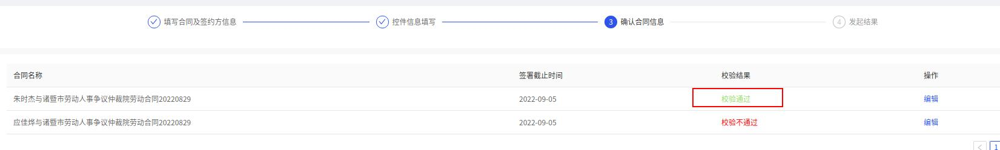 填写合同及签约方信息 控件信息填写 3 确认合同信息 4 发起结果
合同名称 签署截止时间 校验结果 操作
朱时杰与诸暨市劳动人事争议仲裁院劳动合同20220829 2022-09-05 校验通过 编辑
应佳烨与诸暨市劳动人事争议仲裁院劳动合同20220829 2022-09-05 校验不通过 编辑
1